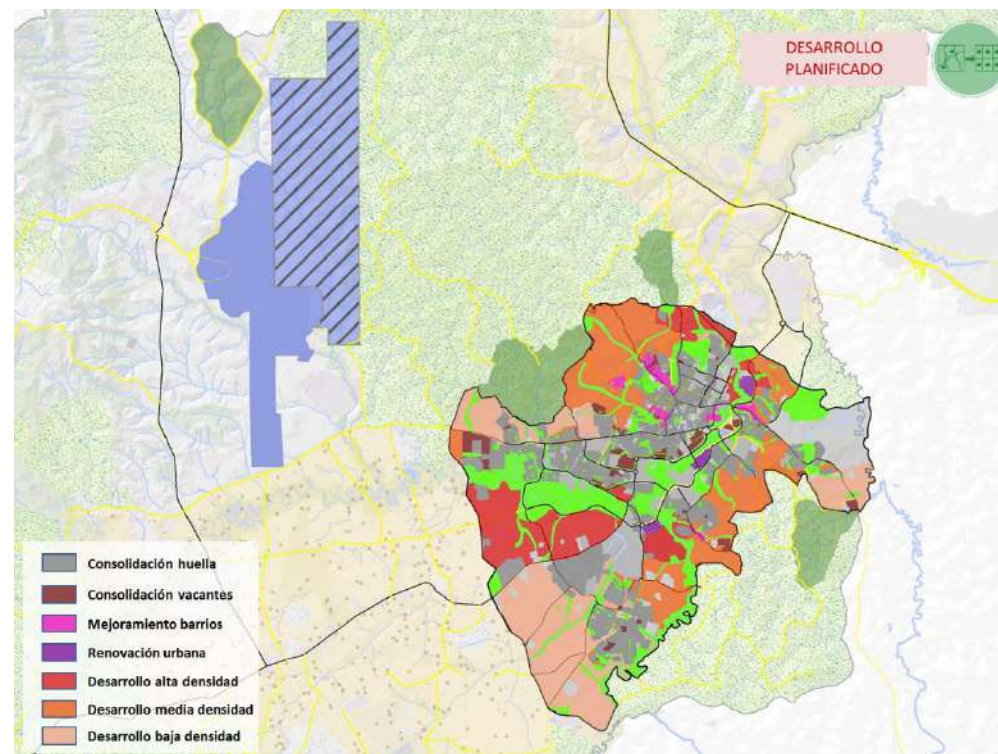 DESARROLLO
PLANIFICADO
Consolidación huella
Consolidación vacantes
Mejoramiento barrios
Renovación urbana
Desarrollo alta densidad
Desarrollo media densidad
Desarrollo baja densidad